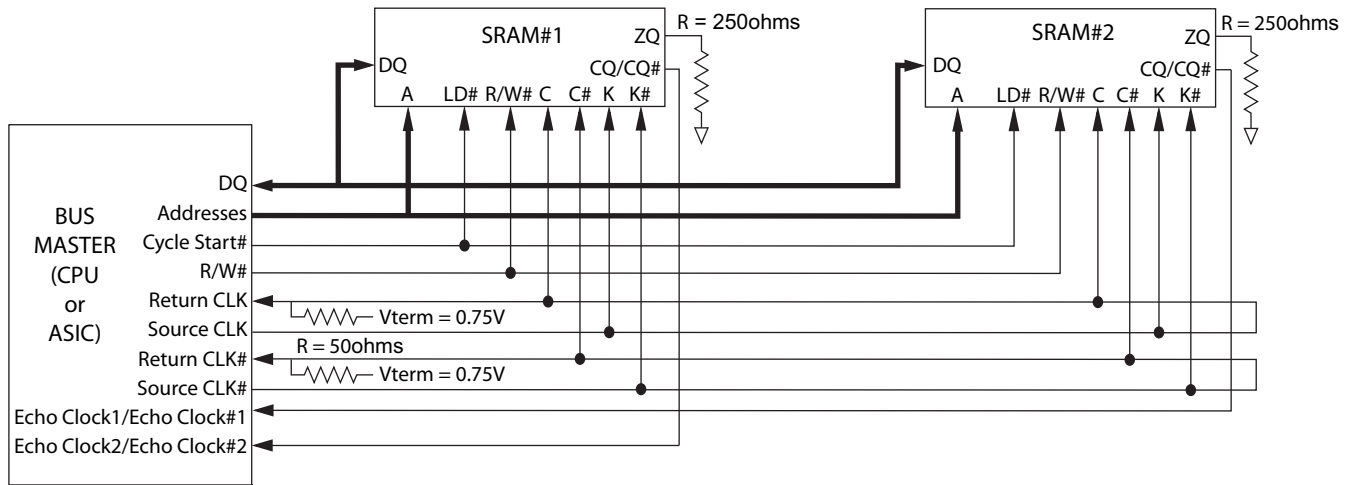 SRAM#1
ZQ
R = 250ohms
DQ
CQ/CQ#
A LD# R/W# C C# K K#
SRAM#2
ZQ
R = 250ohms
DQ
CQ/CQ#
A LD# R/W# C C# K K#
BUS
MASTER
(CPU
or
ASIC)
DQ
Addresses
Cycle Start#
R/W#
Return CLK
Vterm = 0.75V
Source CLK
R = 50ohms
Return CLK#
Vterm = 0.75V
Source CLK#
Echo Clock1/Echo Clock#1
Echo Clock2/Echo Clock#2